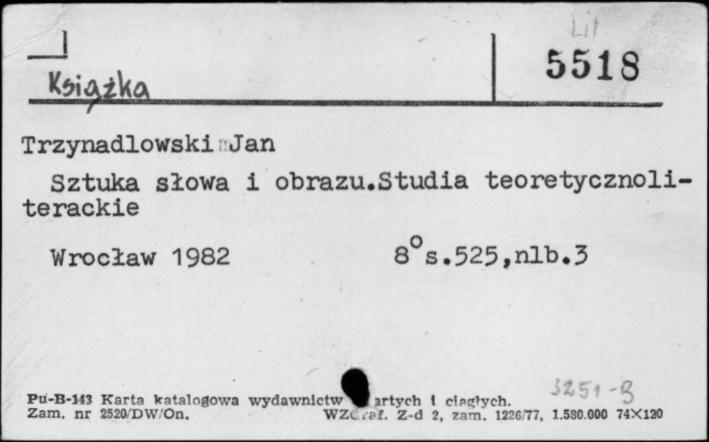 Lit
5518
Książka
Trzynadlowski Jan
Sztuka słowa i obrazu.Studia teoretycznoli-
terackie
Wrocław 1982 8° s.525,nlb.3
3251-B
Pu-B-143 Karta katalogowa wydawnictw artych i ciągłych.
Zam. nr 2520/DW/On. Z-d 2, zam. 1226/77, 1.580.000 74X120